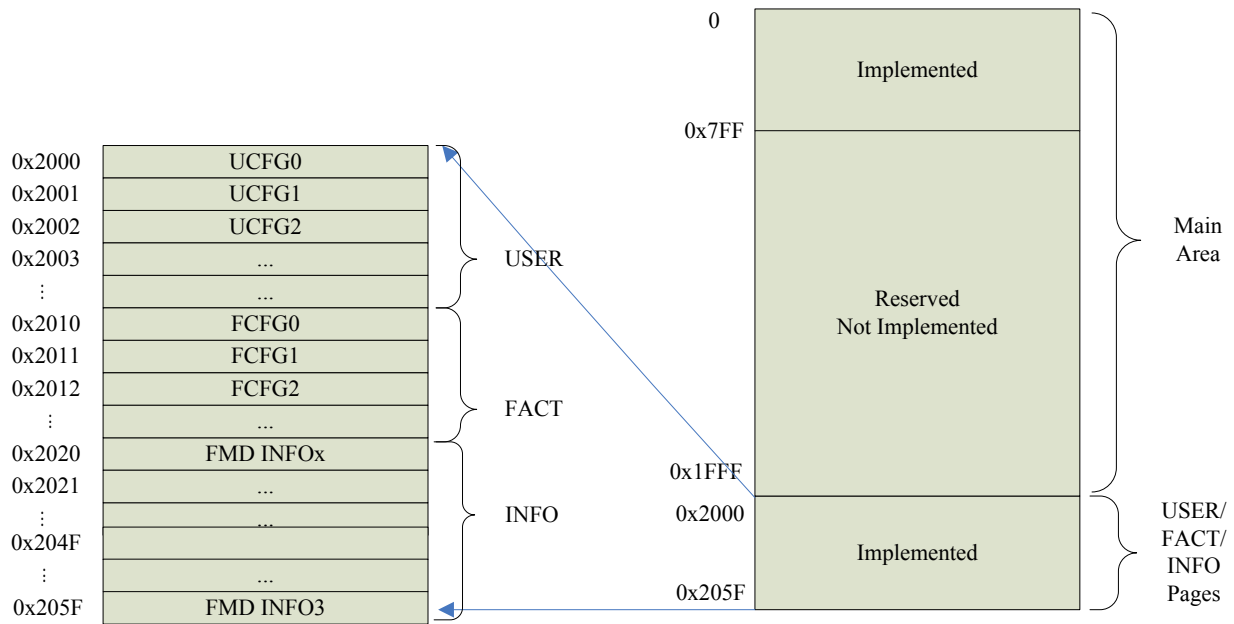 0x2000 UCFG0
0x2001 UCFG1
0x2002 UCFG2
0x2003 ...
⋮ ...
USER
0x2010 FCFG0
0x2011 FCFG1
0x2012 FCFG2
⋮ ...
FACT
0x2020 FMD INFOx
0x2021 ...
⋮ ...
0x204F
⋮ ...
0x205F FMD INFO3
INFO
0
Implemented
0x7FF
Reserved
Not Implemented
0x1FFF
Main
Area
0x2000
Implemented
0x205F
USER/
FACT/
INFO
Pages